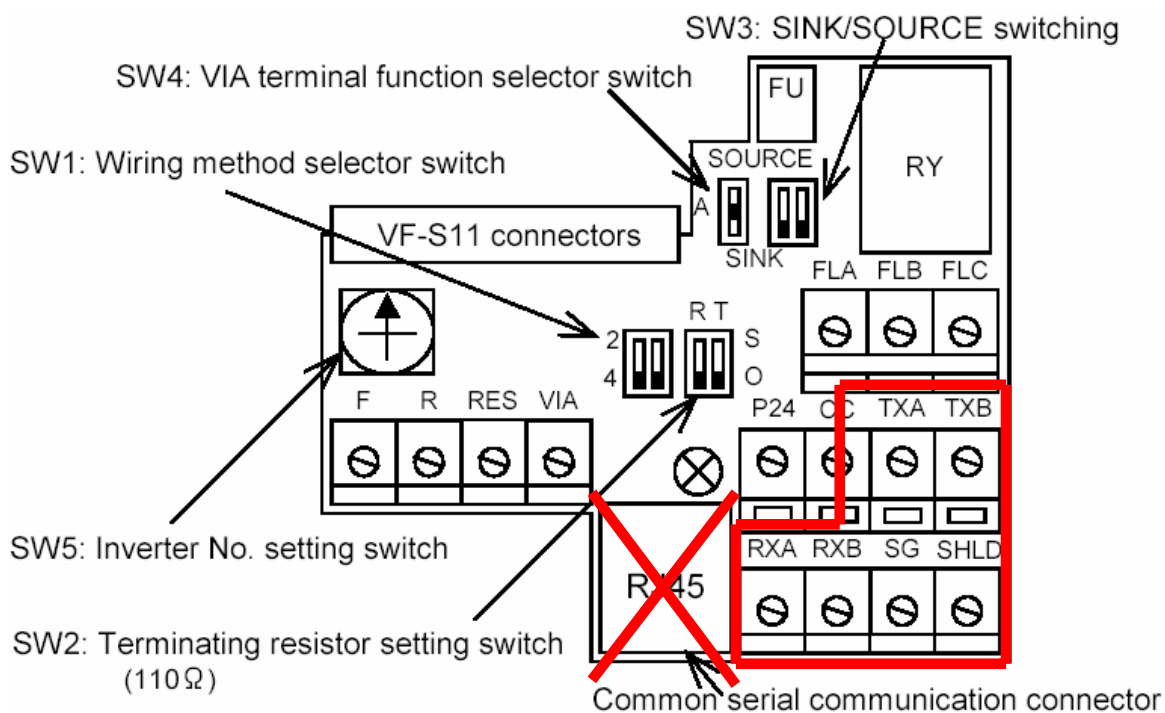 SW3: SINK/SOURCE switching
SW4: VIA terminal function selector switch
FU
SOURCE
RY
SW1: Wiring method selector switch
A
VF-S11 connectors
SINK
FLA FLB FLC
R T
2 S
4 O
F R RES VIA
P24 CC TXA TXB
SW5: Inverter No. setting switch
RXA RXB SG SHLD
RJ45
SW2: Terminating resistor setting switch
(110Ω)
Common serial communication connector